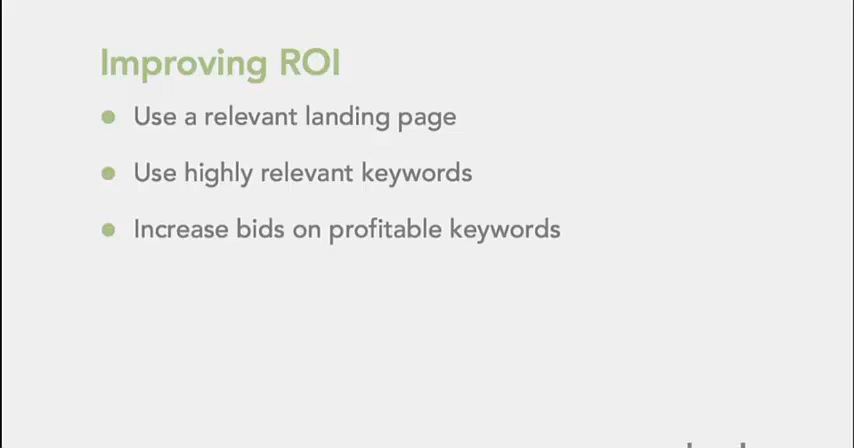 Improving ROI
Use a relevant landing page
Use highly relevant keywords
Increase bids on profitable keywords